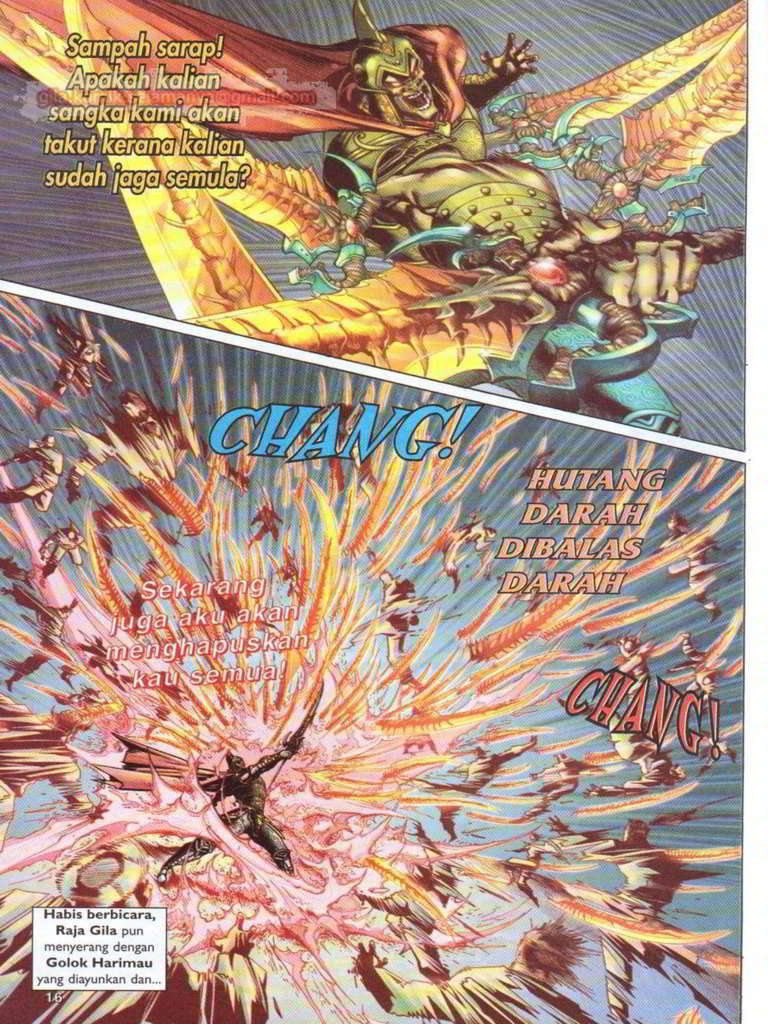 Sampah sarap!
Apakah kalian
sangka kami akan
takut kerana kalian
sudah jaga semula?
CHANG!
HUTANG
DARAH
DIBALAS
DARAH
Sekarang
juga aku akan
menghapuskan
kau semua!
CHANG!
Habis berbicara,
Raja Gila pun
menyerang dengan
Golok Harimau
yang diayunkan dan...
16